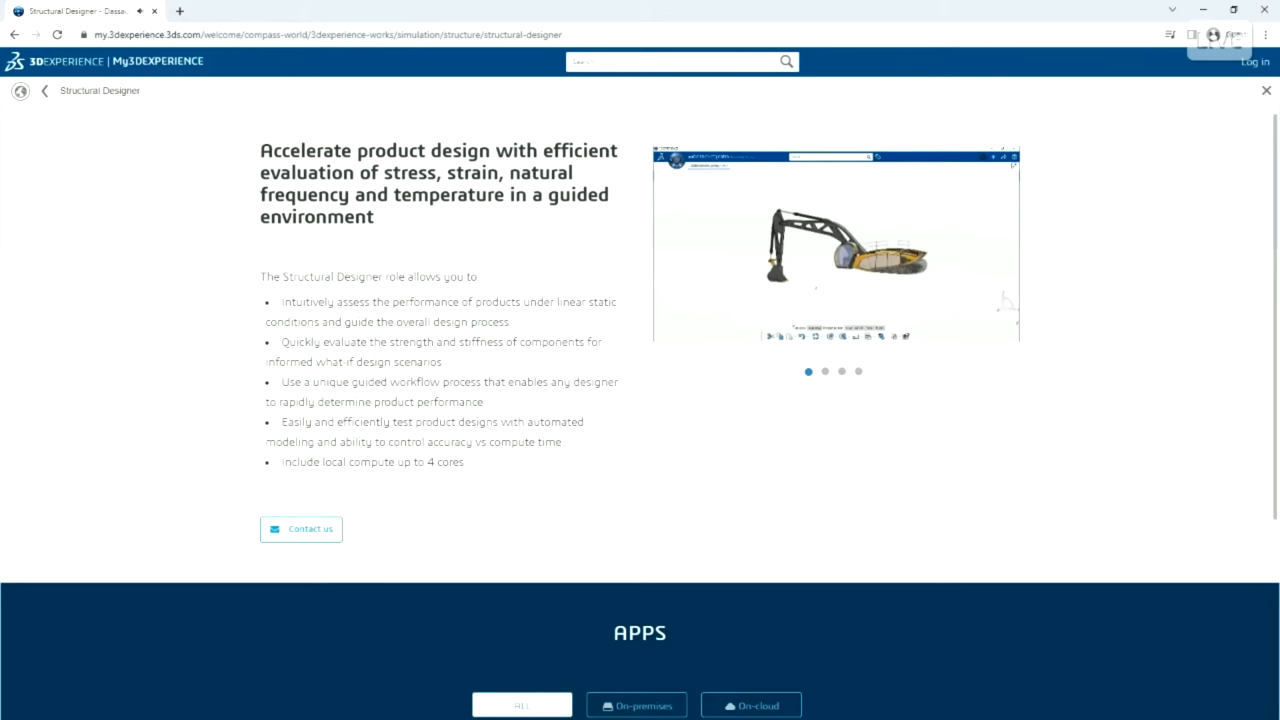 Structural Designer - Dassa
my.3dexperience.3ds.com/welcome/compass-world/3dexperience-works/simulation/structure/structural-designer
LIVE
3DEXPERIENCE | My3DEXPERIENCE
Search
Log in
Structural Designer
Accelerate product design with efficient
evaluation of stress, strain, natural
frequency and temperature in a guided
environment
The Structural Designer role allows you to
• Intuitively assess the performance of products under linear static
conditions and guide the overall design process
• Quickly evaluate the strength and stiffness of components for
informed what-if design scenarios
• Use a unique guided workflow process that enables any designer
to rapidly determine product performance
• Easily and efficiently test product designs with automated
modeling and ability to control accuracy vs compute time
• Include local compute up to 4 cores
Contact us
APPS
ALL
On-premises
On-cloud